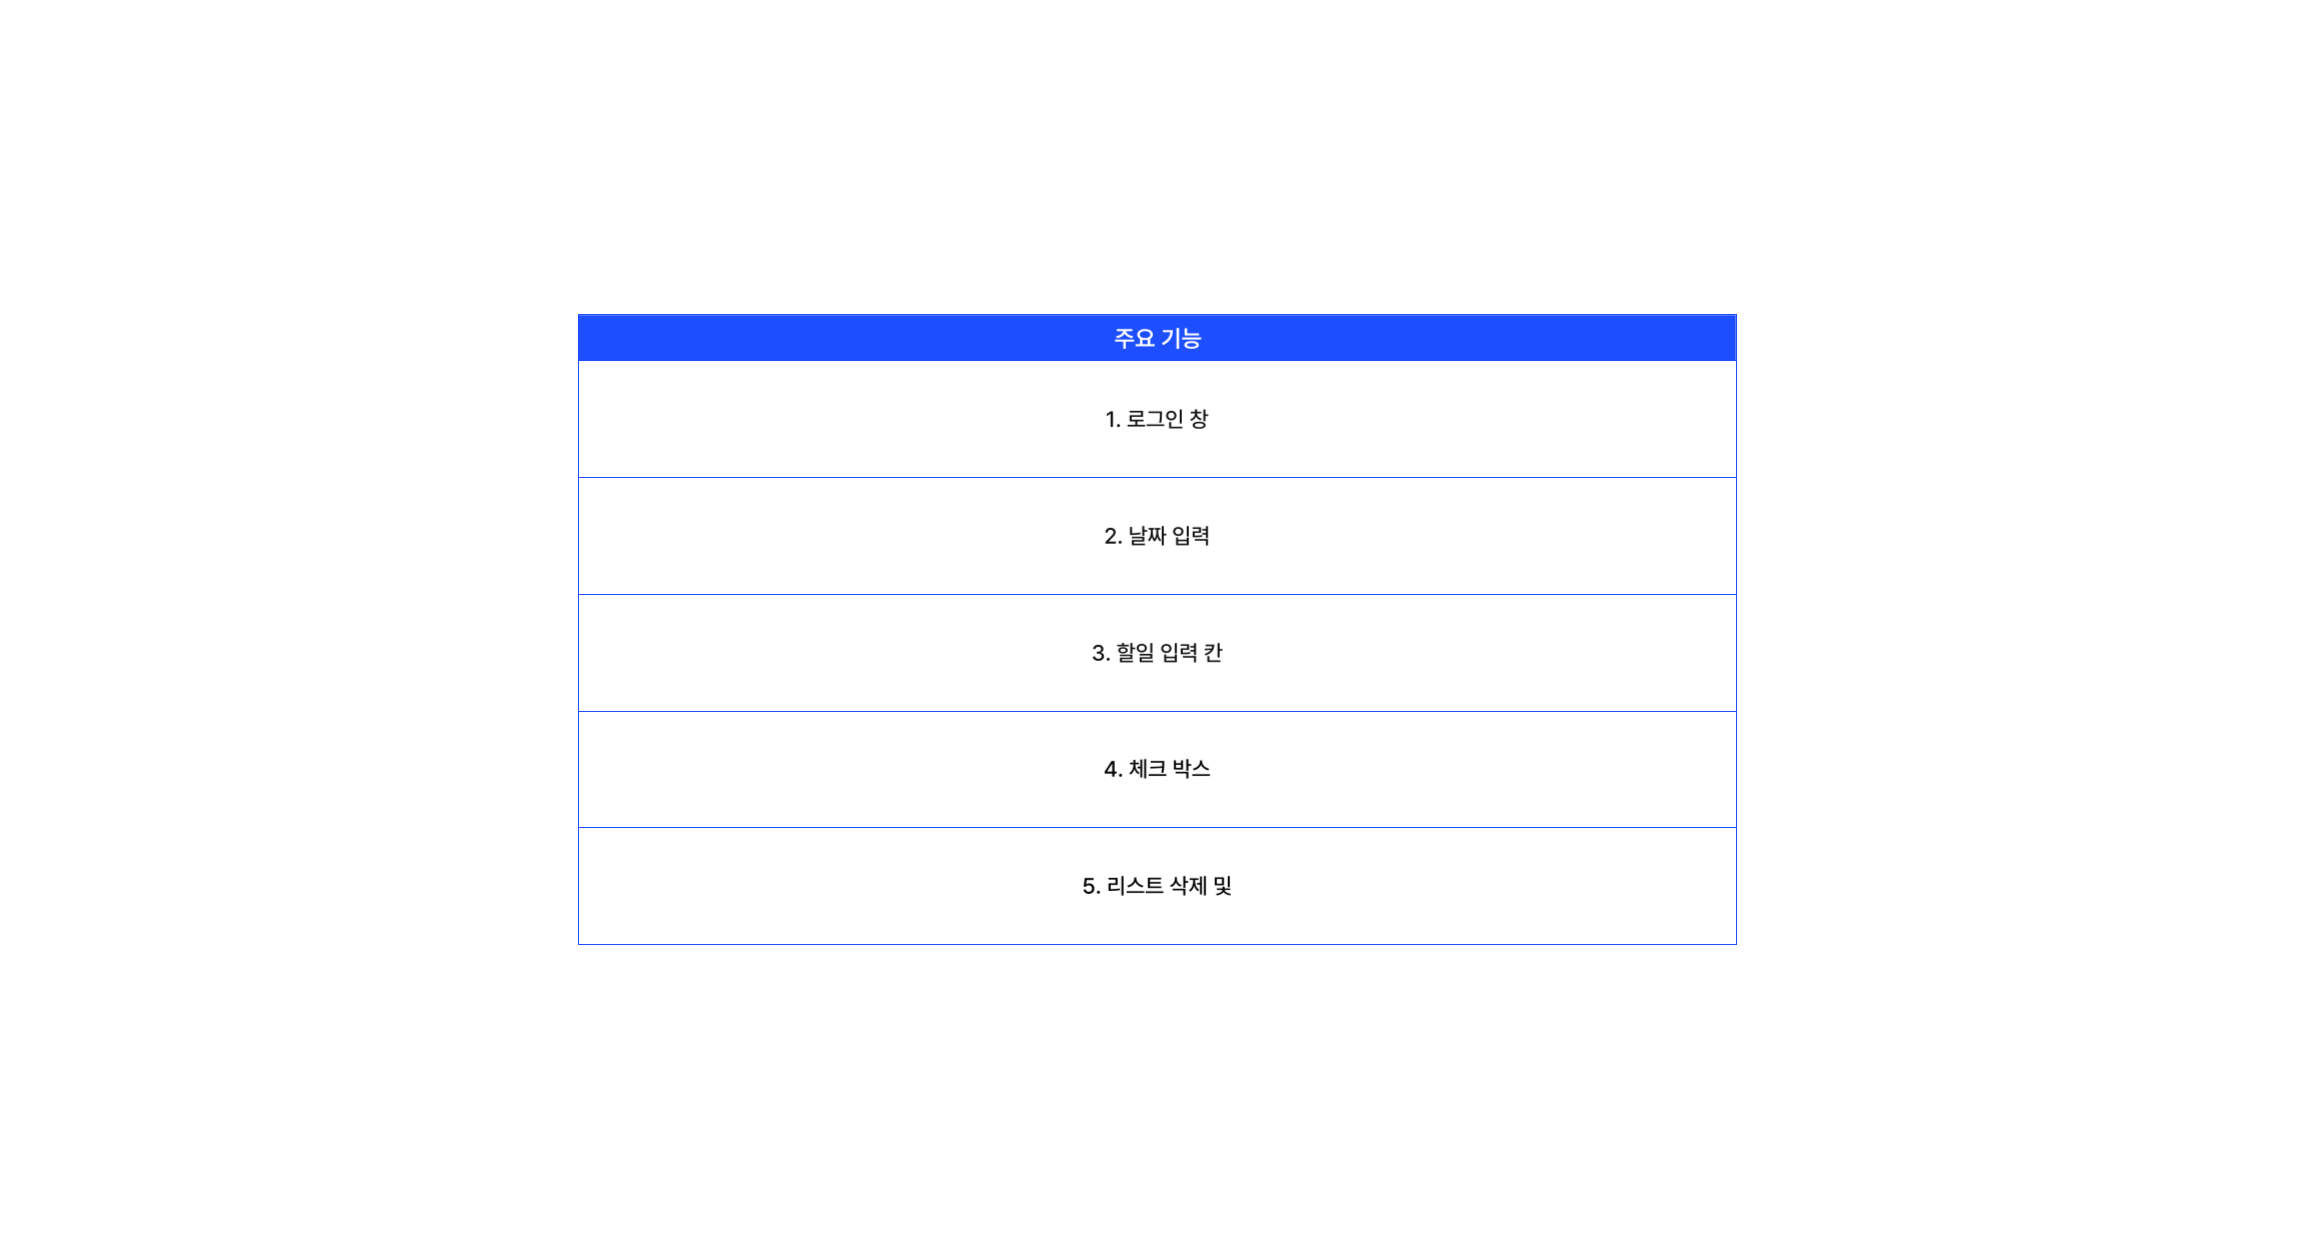 주요 기능
1. 로그인 창
2. 날짜 입력
3. 할일 입력 칸
4. 체크 박스
5. 리스트 삭제 및